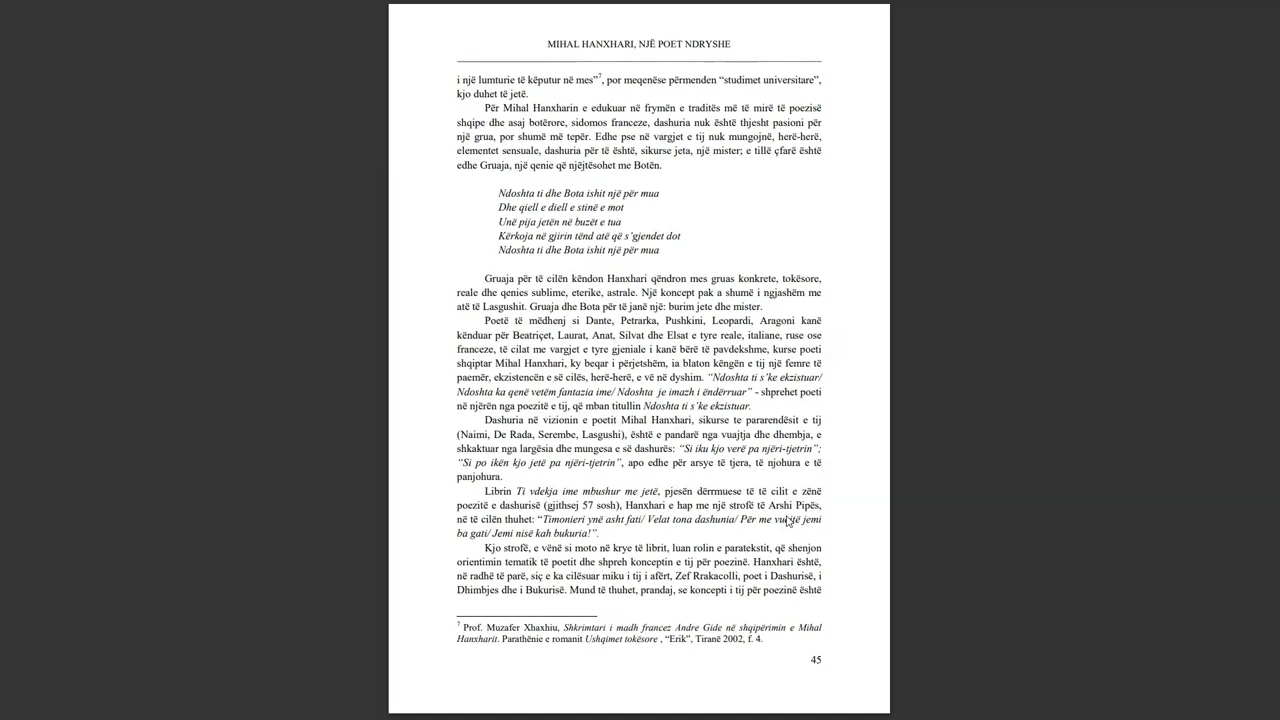 MIHAL HANXHARI, NJË POET NDRYSHE
i një lumturie të këputur në mes”7, por meqenëse përmenden “studimet universitare”,
kjo duhet të jetë.
Për Mihal Hanxharin e edukuar në frymën e traditës më të mirë të poezisë
shqipe dhe asaj botërore, sidomos franceze, dashuria nuk është thjesht pasioni për
një grua, por shumë më tepër. Edhe pse në vargjet e tij nuk mungojnë, herë-herë,
elementet sensuale, dashuria për të është, sikurse jeta, një mister; e tillë çfarë është
edhe Gruaja, një qenie që njëjtësohet me Botën.
Ndoshta ti dhe Bota ishit një për mua
Dhe qiell e diell e stinë e mot
Unë pija jetën në buzët e tua
Kërkoja në gjirin tënd atë që s’gjendet dot
Ndoshta ti dhe Bota ishit një për mua
Gruaja për të cilën këndon Hanxhari qëndron mes gruas konkrete, tokësore,
reale dhe qenies sublime, eterike, astrale. Një koncept pak a shumë i ngjashëm me
atë të Lasgushit. Gruaja dhe Bota për të janë një: burim jete dhe mister.
Poetë të mëdhenj si Dante, Petrarka, Pushkini, Leopardi, Aragoni kanë
kënduar për Beatriçet, Laurat, Anat, Silvat dhe Elsat e tyre reale, italiane, ruse ose
franceze, të cilat me vargjet e tyre gjeniale i kanë bërë të pavdekshme, kurse poeti
shqiptar Mihal Hanxhari, ky beqar i përjetshëm, ia blaton këngën e tij një femre të
paemër, ekzistencën e së cilës, herë-herë, e vë në dyshim. “Ndoshta ti s’ke ekzistuar/
Ndoshta ka qenë vetëm fantazia ime/ Ndoshta je imazh i ëndërruar” - shprehet poeti
në njërën nga poezitë e tij, që mban titullin Ndoshta ti s’ke ekzistuar.
Dashuria në vizionin e poetit Mihal Hanxhari, sikurse te pararendësit e tij
(Naimi, De Rada, Serembe, Lasgushi), është e pandarë nga vuajtja dhe dhembja, e
shkaktuar nga largësia dhe mungesa e së dashurës: “Si iku kjo verë pa njëri-tjetrin”;
“Si po ikën kjo jetë pa njëri-tjetrin”, apo edhe për arsye të tjera, të njohura e të
panjohura.
Librin Ti vdekja ime mbushur me jetë, pjesën dërrmuese të të cilit e zënë
poezitë e dashurisë (gjithsej 57 sosh), Hanxhari e hap me një strofë të Arshi Pipës,
në të cilën thuhet: “Timonieri ynë asht fati/ Velat tona dashunia/ Për me të jemi
ba gati/ Jemi nisë kah bukuria!”.
Kjo strofë, e vënë si moto në krye të librit, luan rolin e paratekstit, që shenjon
orientimin tematik të poetit dhe shpreh konceptin e tij për poezinë. Hanxhari është,
në radhë të parë, siç e ka cilësuar miku i tij i afërt, Zef Rrakacolli, poet i Dashurisë, i
Dhimbjes dhe i Bukurisë. Mund të thuhet, prandaj, se koncepti i tij për poezinë është
7 Prof. Muzafer Xhaxhiu, Shkrimtari i madh francez Andre Gide në shqipërimin e Mihal
Hanxharit. Parathënie e romanit Ushqimet tokësore , “Erik”, Tiranë 2002, f. 4.
45